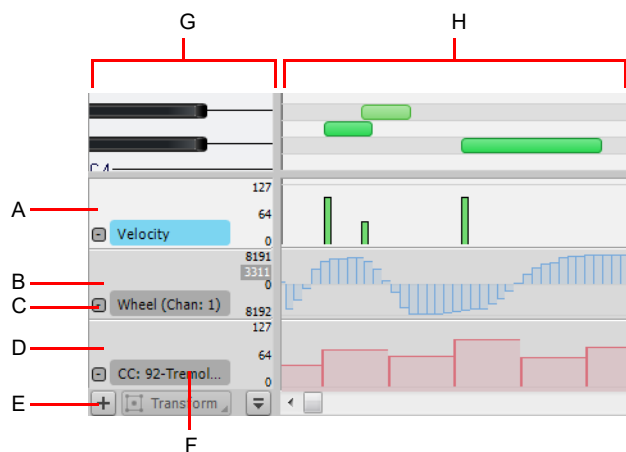 G H
C4
127
A
64
Velocity
0
8191
B
3311
0
C
Wheel (Chan: 1)
8192
127
D
64
CC: 92-Tremol...
0
E
Transform
F